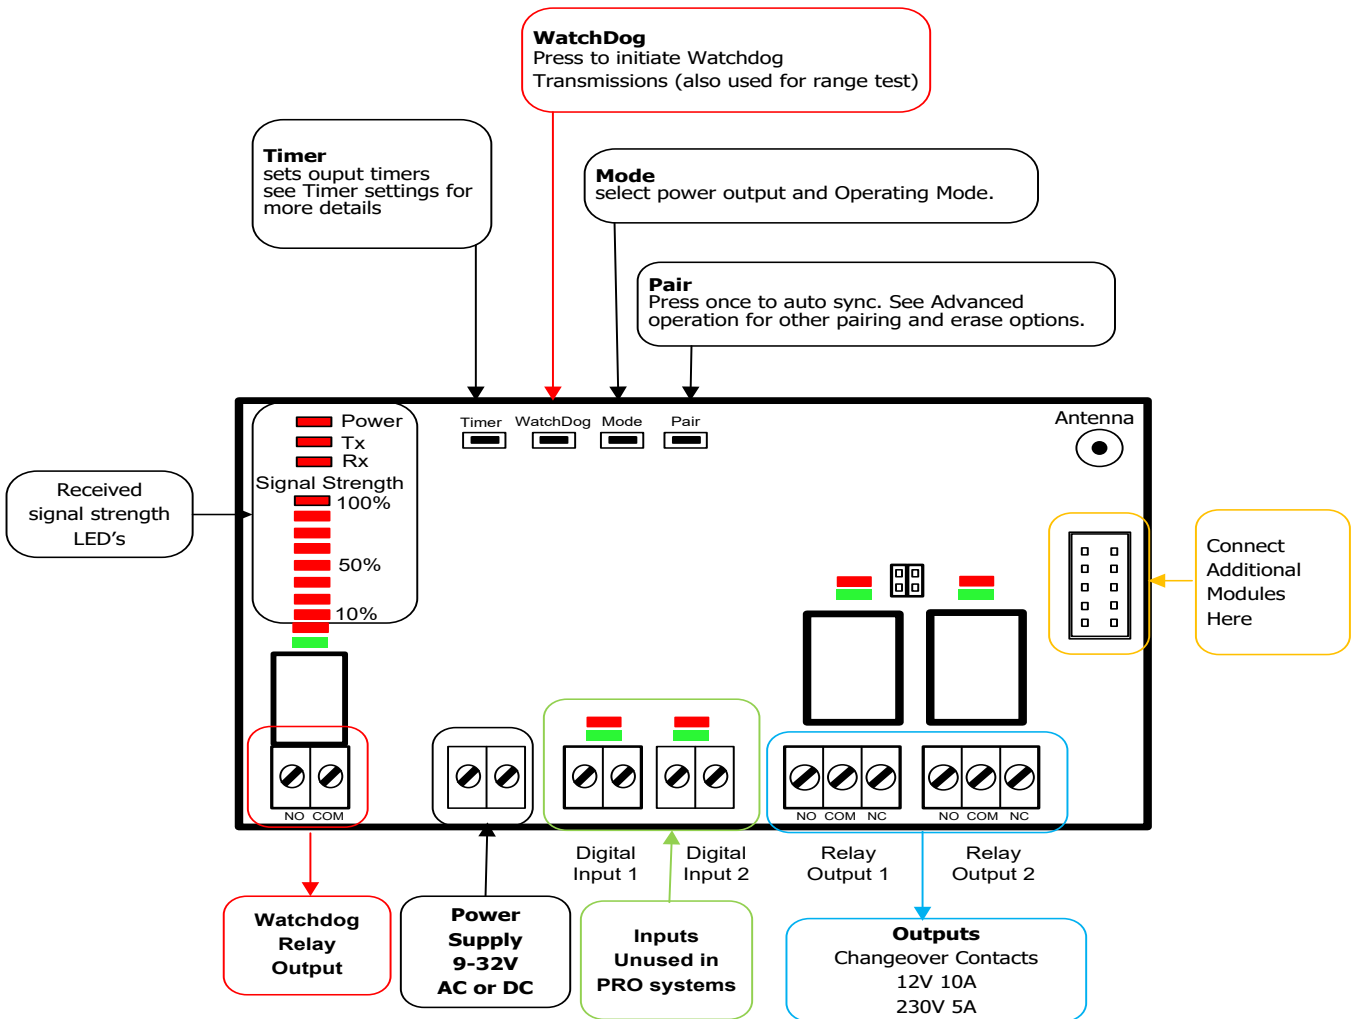 WatchDog
Press to initiate Watchdog
Transmissions (also used for range test)
Timer
sets ouput timers
see Timer settings for
more details
Mode
select power output and Operating Mode.
Pair
Press once to auto sync. See Advanced
operation for other pairing and erase options.
Power
Tx
Rx
Signal Strength
100%
50%
10%
Timer WatchDog Mode Pair
Antenna
Received
signal strength
LED's
Connect
Additional
Modules
Here
NO COM
NO COM NC
NO COM NC
Digital
Input 1
Digital
Input 2
Relay
Output 1
Relay
Output 2
Watchdog
Relay
Output
Power
Supply
9-32V
AC or DC
Inputs
Unused in
PRO systems
Outputs
Changeover Contacts
12V 10A
230V 5A